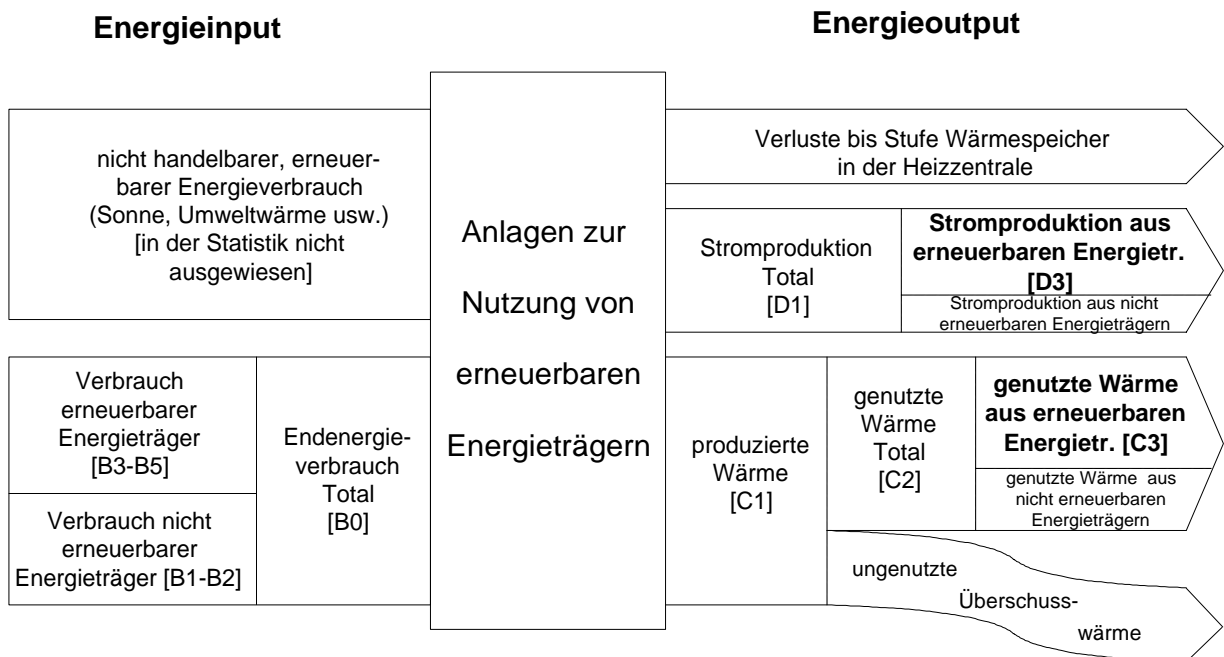 Energieinput
Energieoutput
nicht handelbarer, erneuer-
barer Energieverbrauch
(Sonne, Umweltwärme usw.)
[in der Statistik nicht
ausgewiesen]
Verbrauch
erneuerbarer
Energieträger
[B3-B5]
Verbrauch nicht
erneuerbarer
Energieträger [B1-B2]
Endenergie-
verbrauch
Total
[B0]
Anlagen zur
Nutzung von
erneuerbaren
Energieträgern
Verluste bis Stufe Wärmespeicher
in der Heizzentrale
Stromproduktion
Total
[D1]
Stromproduktion aus
erneuerbaren Energietr.
[D3]
Stromproduktion aus nicht
erneuerbaren Energieträgern
produzierte
Wärme
[C1]
genutzte
Wärme
Total
[C2]
genutzte Wärme
aus erneuerbaren
Energietr. [C3]
genutzte Wärme aus
nicht erneuerbaren
Energieträgern
ungenutzte
Überschuss-
wärme